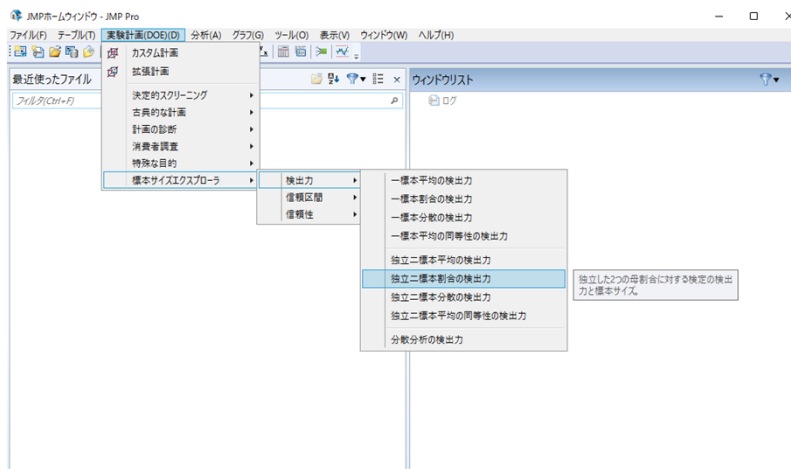 JMPホームウィンドウ - JMP Pro
ファイル(F) テーブル(T) 実験計画(DOE)(D) 分析(A) グラフ(G) ツール(O) 表示(V) ウィンドウ(W) ヘルプ(H)
カスタム計画
拡張計画
決定的スクリーニング
古典的な計画
計画の診断
消費者調査
特殊な目的
標本サイズエクスプローラ
最近使ったファイル
フィルタ(Ctrl+F)
検出力
信頼区間
信頼性
一標本平均の検出力
一標本割合の検出力
一標本分散の検出力
一標本平均の同等性の検出力
独立二標本平均の検出力
独立二標本割合の検出力
独立二標本分散の検出力
独立二標本平均の同等性の検出力
分散分析の検出力
独立した2つの母割合に対する検定の検出
力と標本サイズ。
ウィンドウリスト
ログ